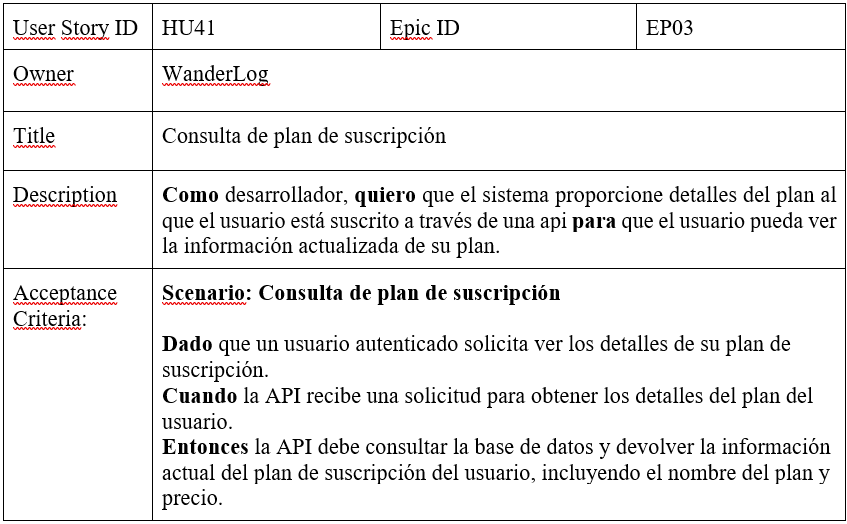 User Story ID HU41 Epic ID EP03
Owner WanderLog
Title Consulta de plan de suscripción
Description Como desarrollador, quiero que el sistema proporcione detalles del plan al
que el usuario está suscrito a través de una api para que el usuario pueda ver
la información actualizada de su plan.
Acceptance
Criteria:
Scenario: Consulta de plan de suscripción
Dado que un usuario autenticado solicita ver los detalles de su plan de
suscripción.
Cuando la API recibe una solicitud para obtener los detalles del plan del
usuario.
Entonces la API debe consultar la base de datos y devolver la información
actual del plan de suscripción del usuario, incluyendo el nombre del plan y
precio.